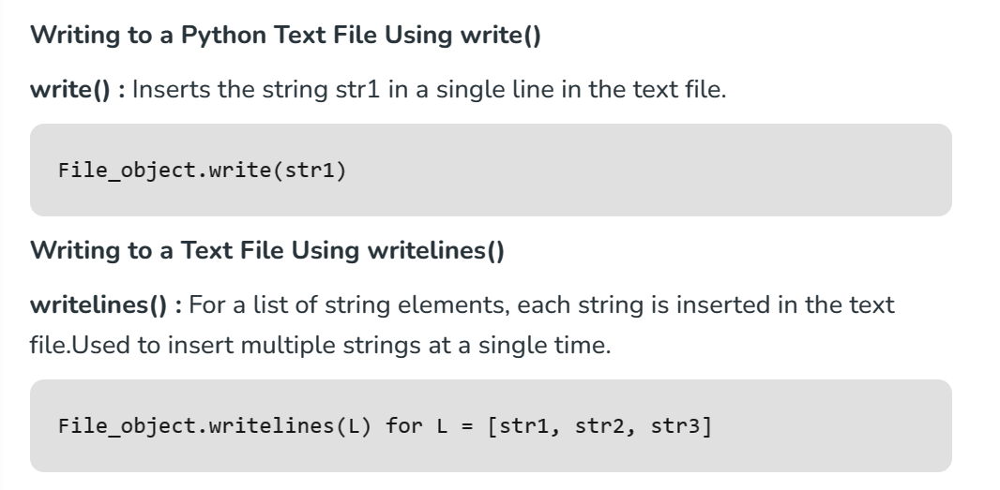 Writing to a Python Text File Using write()
write() : Inserts the string str1 in a single line in the text file.
File_object.write(str1)
Writing to a Text File Using writelines()
writelines() : For a list of string elements, each string is inserted in the text
file.Used to insert multiple strings at a single time.
File_object.writelines(L) for L = [str1, str2, str3]